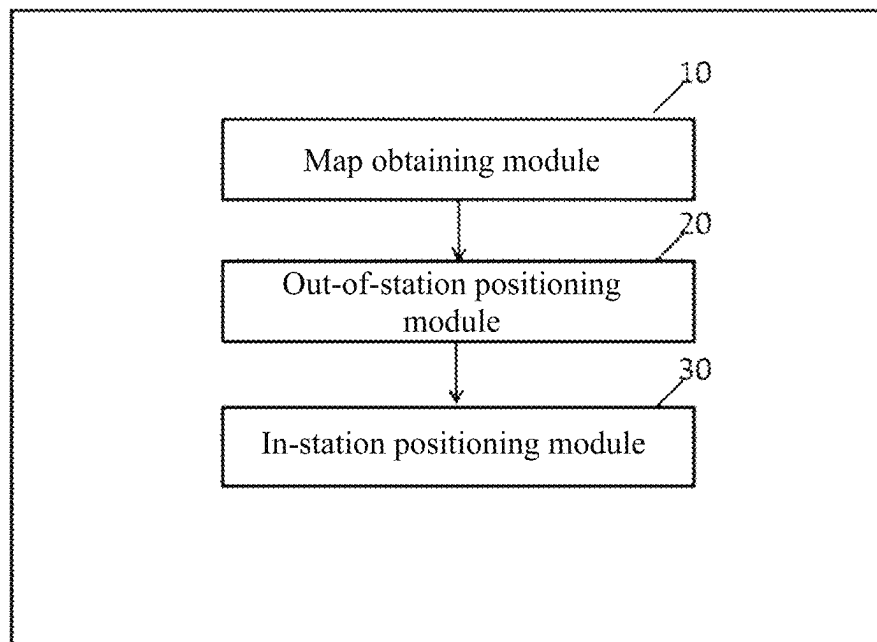 10
Map obtaining module
20
Out-of-station positioning
module
30
In-station positioning module